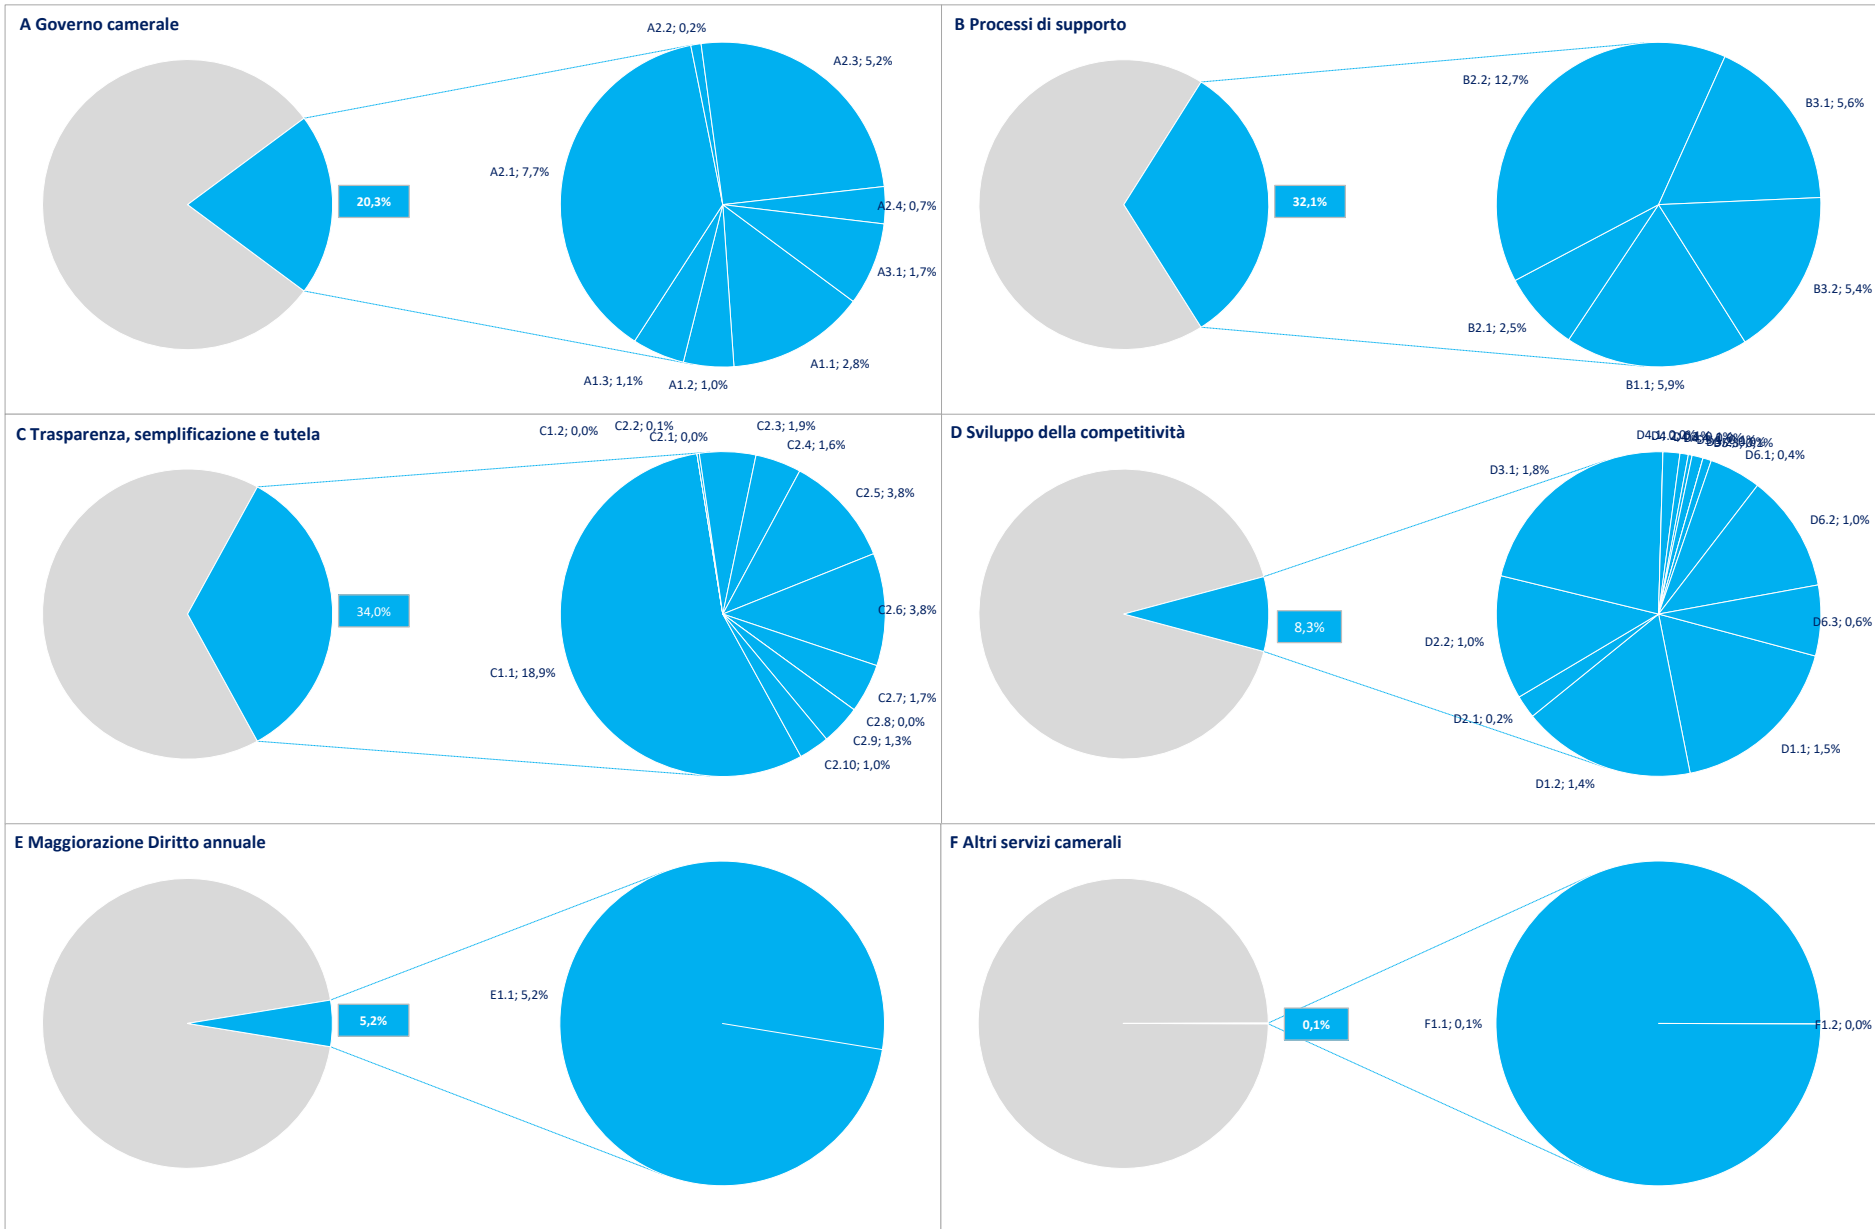 A Governo camerale
A2.2; 0,2%
A2.3; 5,2%
A2.1; 7,7%
20,3%
A2.4; 0,7%
A3.1; 1,7%
A1.1; 2,8%
A1.3; 1,1%
A1.2; 1,0%
B Processi di supporto
B2.2; 12,7%
B3.1; 5,6%
32,1%
B3.2; 5,4%
B2.1; 2,5%
B1.1; 5,9%
C Trasparenza, semplificazione e tutela
C1.2; 0,0%
C2.2; 0,1%
C2.1; 0,0%
C2.3; 1,9%
C2.4; 1,6%
C2.5; 3,8%
34,0%
C2.6; 3,8%
C1.1; 18,9%
C2.7; 1,7%
C2.8; 0,0%
C2.9; 1,3%
C2.10; 1,0%
D Sviluppo della competitività
D6.1; 0,4%
D3.1; 1,8%
D6.2; 1,0%
8,3%
D6.3; 0,6%
D2.2; 1,0%
D2.1; 0,2%
D1.1; 1,5%
D1.2; 1,4%
E Maggiorazione Diritto annuale
E1.1; 5,2%
5,2%
F Altri servizi camerali
0,1%
F1.1; 0,1%
F1.2; 0,0%